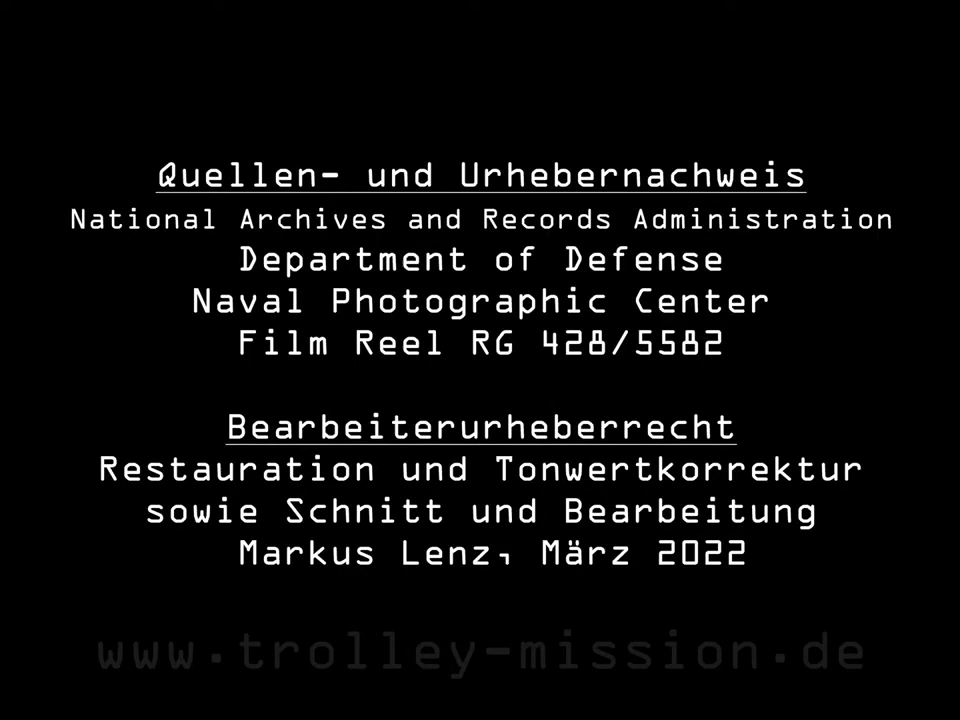 Quellen- und Urhebernachweis
National Archives and Records Administration
Department of Defense
Naval Photographic Center
Film Reel RG 428/5582
Bearbeiterurheberrecht
Restauration und Tonwertkorrektur
sowie Schnitt und Bearbeitung
Markus Lenz, März 2022
www.trolley-mission.de